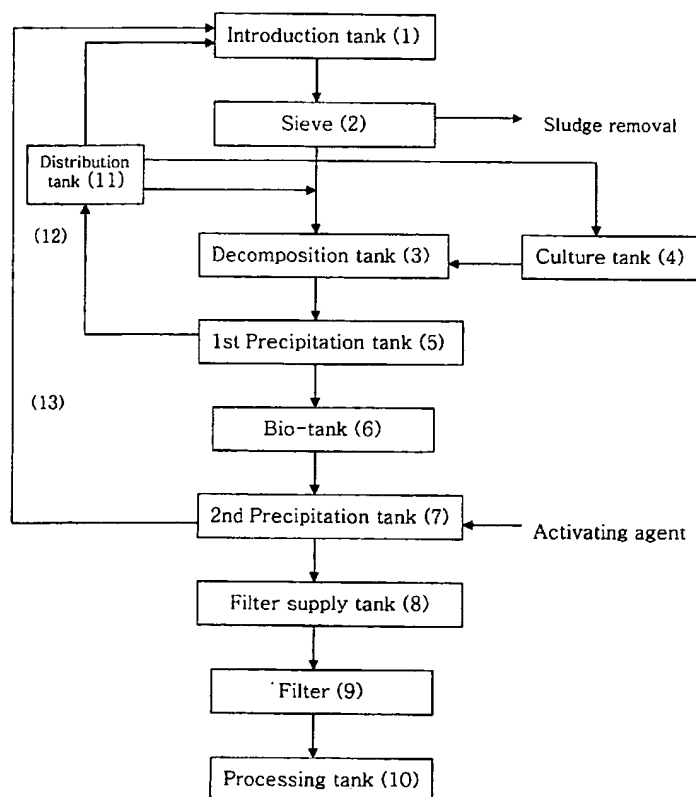 Introduction tank (1)
Sieve (2)
Sludge removal
Distribution
tank (11)
(12)
Decomposition tank (3)
Culture tank (4)
1st Precipitation tank (5)
(13)
Bio-tank (6)
2nd Precipitation tank (7)
Activating agent
Filter supply tank (8)
Filter (9)
Processing tank (10)